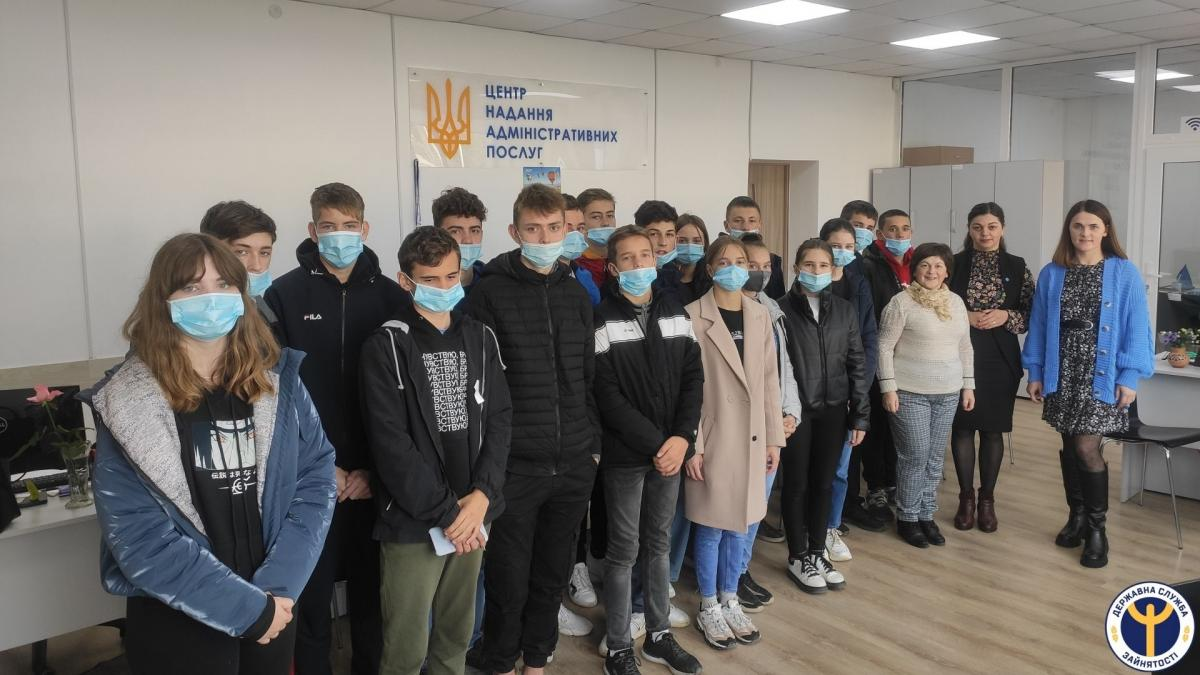 ЦЕНТР
НАДАННЯ
АДМІНІСТРАТИВНИХ
ПОСЛУГ
FILA
ДЕРЖАВНА СЛУЖБА
ЗАЙНЯТОСТІ